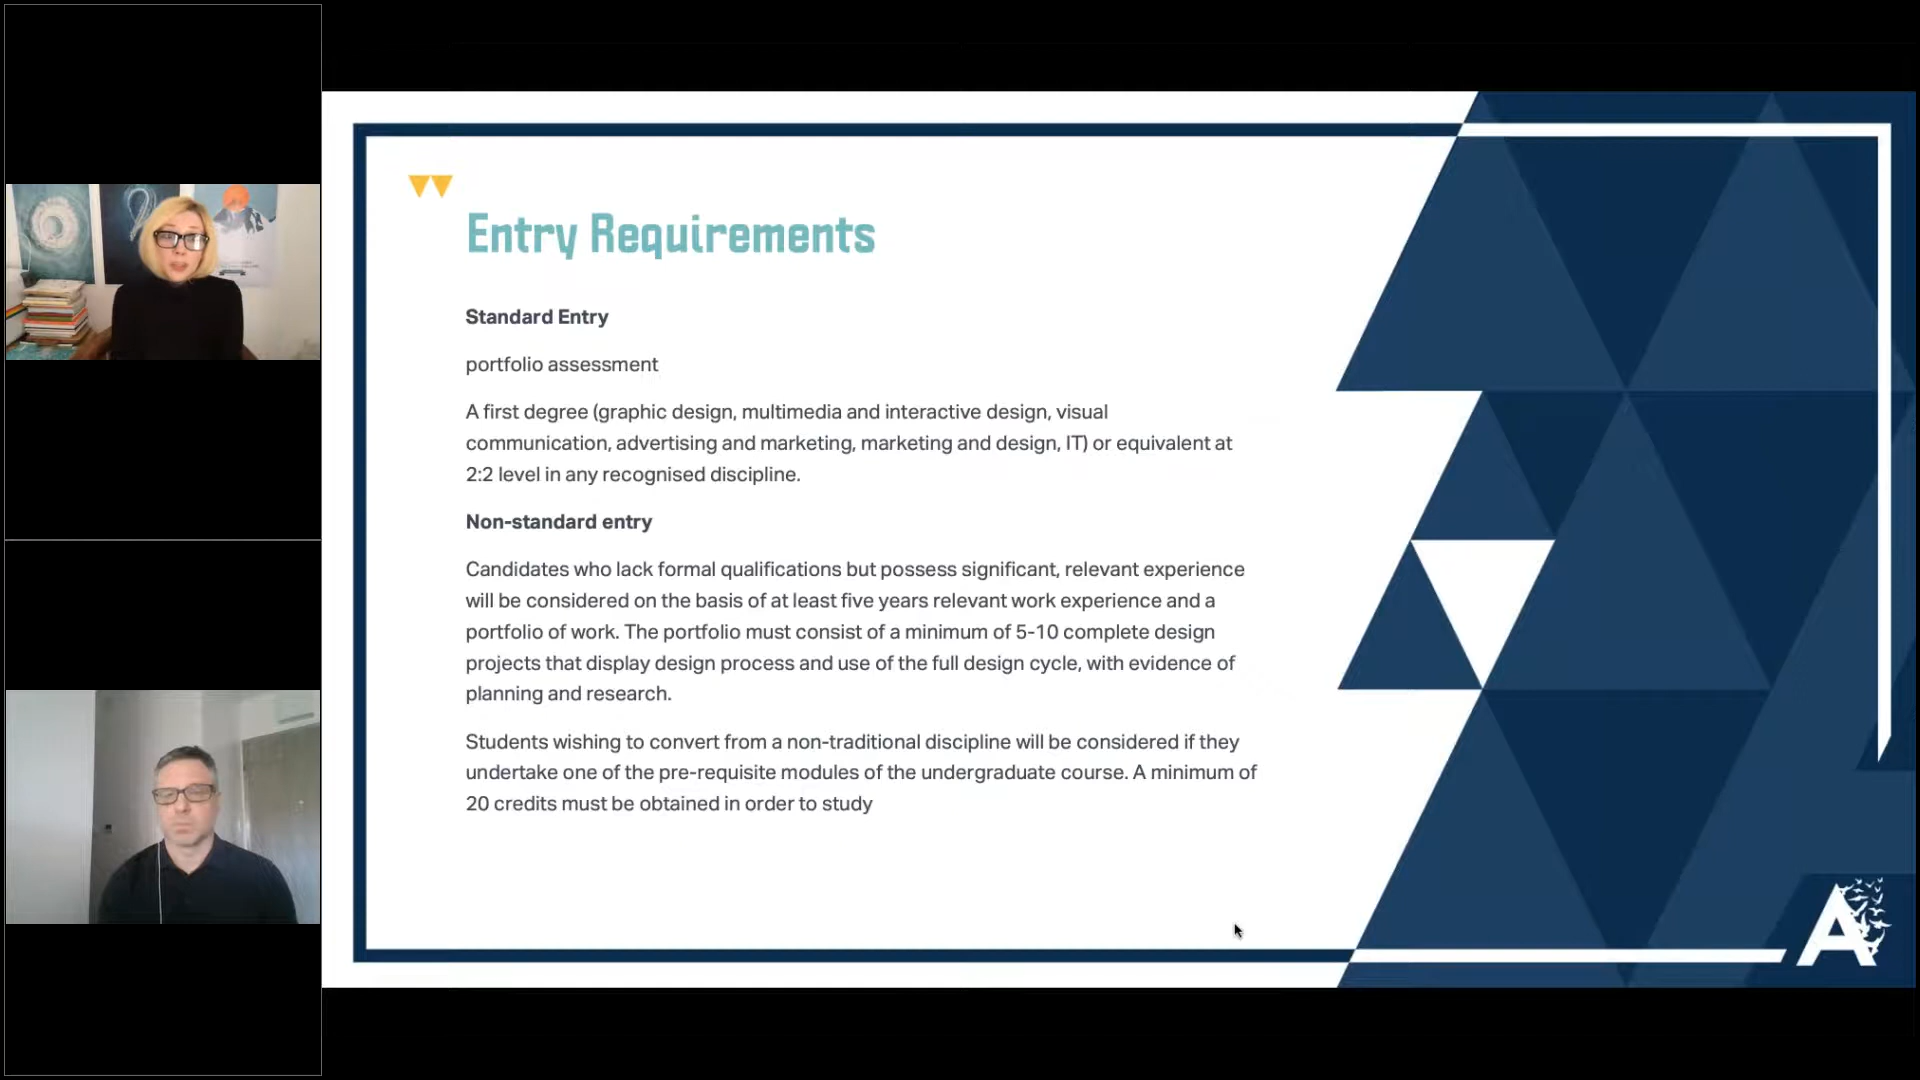 Entry Requirements
Standard Entry
portfolio assessment
A first degree (graphic design, multimedia and interactive design, visual
communication, advertising and marketing, marketing and design, IT) or equivalent at
2:2 level in any recognised discipline.
Non-standard entry
Candidates who lack formal qualifications but possess significant, relevant experience
will be considered on the basis of at least five years relevant work experience and a
portfolio of work. The portfolio must consist of a minimum of 5-10 complete design
projects that display design process and use of the full design cycle, with evidence of
planning and research.
Students wishing to convert from a non-traditional discipline will be considered if they
undertake one of the pre-requisite modules of the undergraduate course. A minimum of
20 credits must be obtained in order to study
A